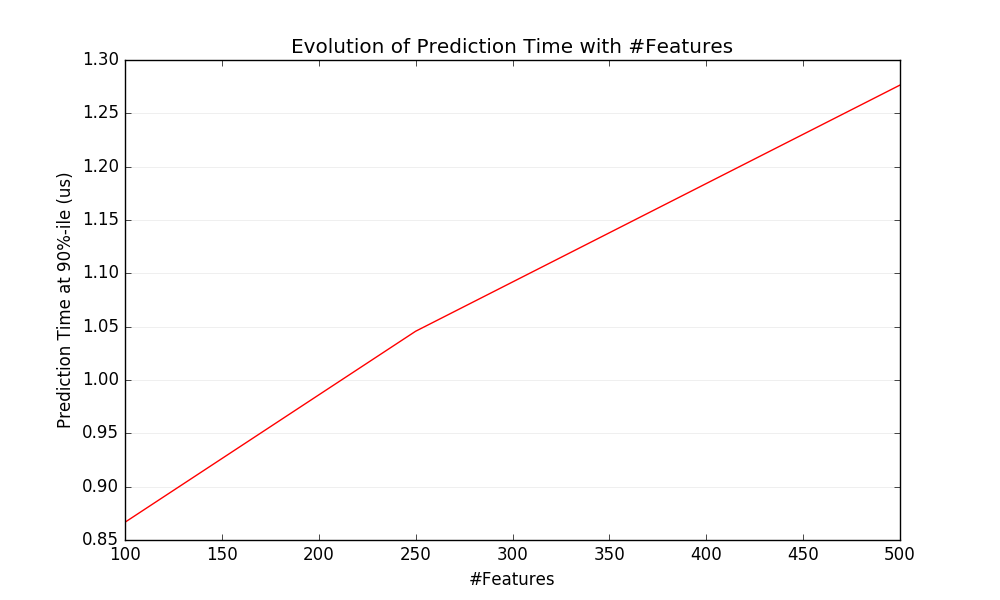 Evolution of Prediction Time with #Features
1.30
1.25
1.20
1.15
1.10
1.05
1.00
0.95
0.90
0.85
Prediction Time at 90%-ile (us)
100 150 200 250 300 350 400 450 500
#Features